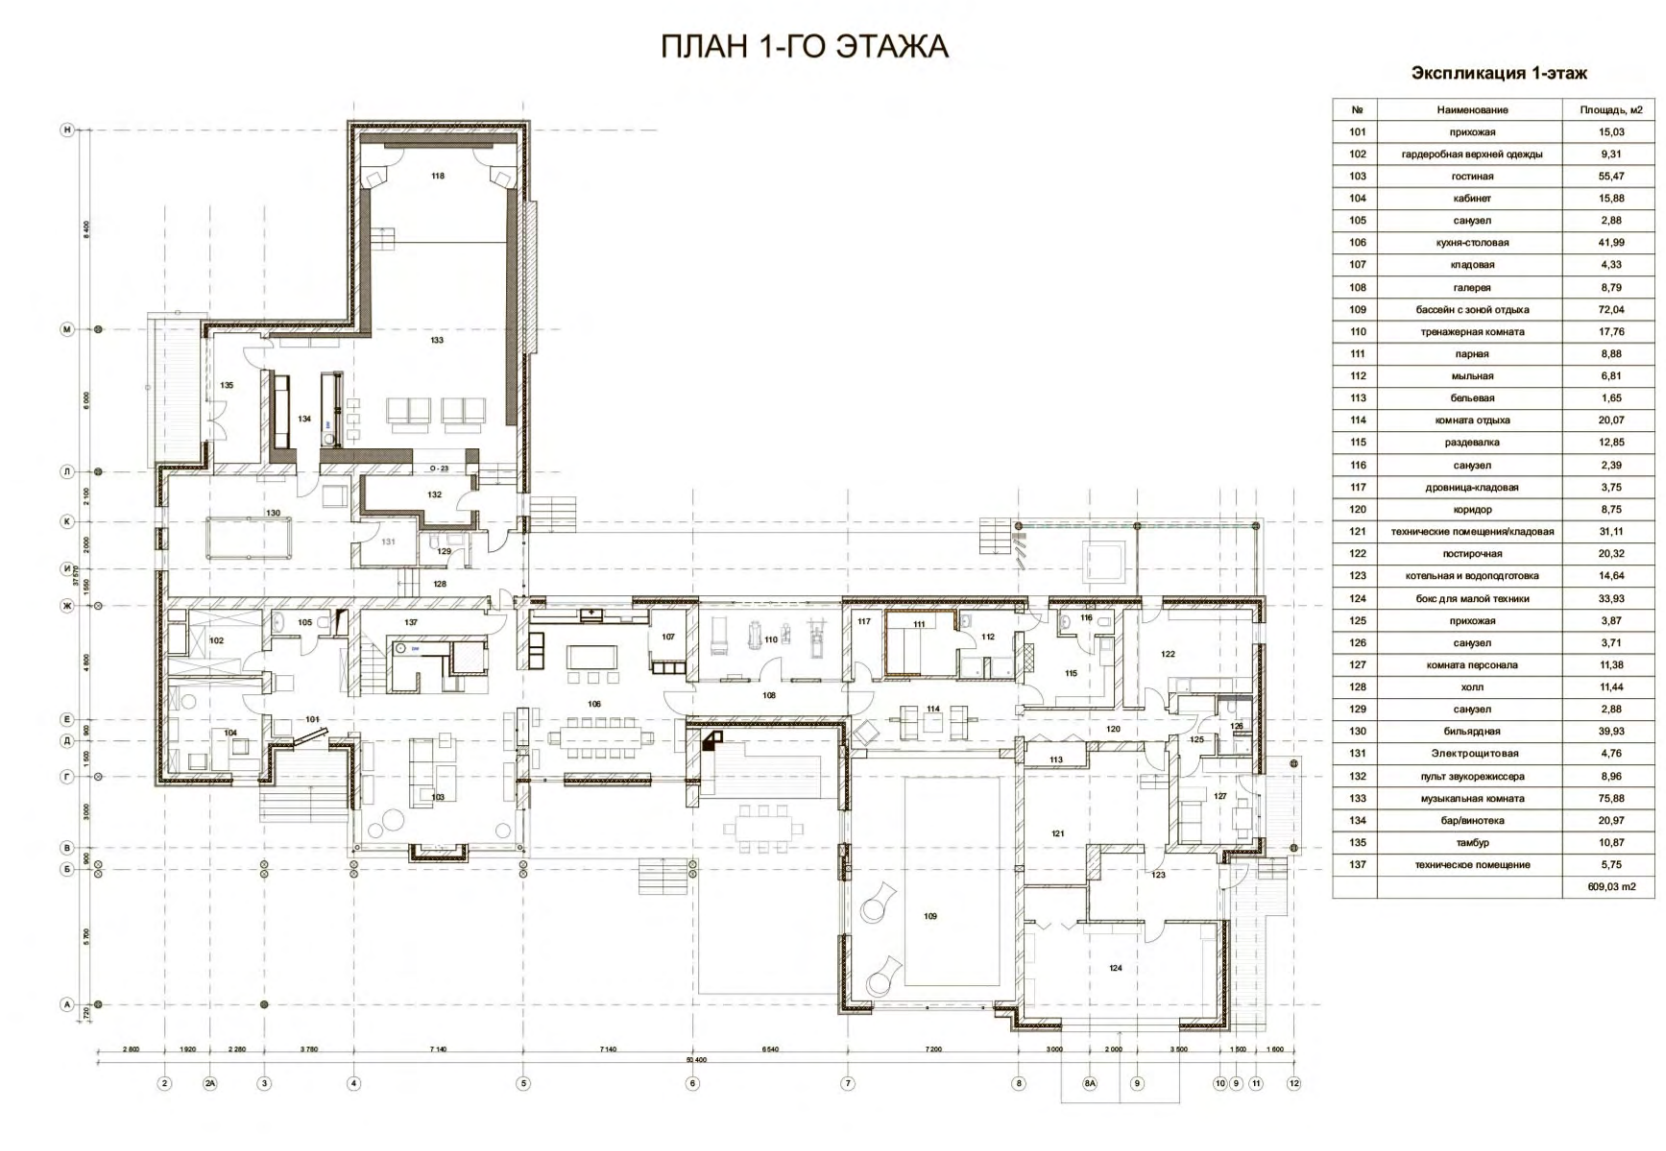 ПЛАН 1-ГО ЭТАЖА
Экспликация 1-этаж
№ Наименование Площадь, м2
101 прихожая 15,03
102 гардеробная верхней одежды 9,31
103 гостиная 55,47
104 кабинет 15,88
105 санузел 2,88
106 кухня-столовая 41,99
107 кладовая 4,33
108 галерея 8,79
109 бассейн с зоной отдыха 72,04
110 тренажерная комната 17,76
111 парная 8,88
112 мыльная 6,81
113 бельевая 1,65
114 комната отдыха 20,07
115 раздевалка 12,85
116 санузел 2,39
117 дровница-кладовая 3,75
120 коридор 8,75
121 технические помещения/кладовая 31,11
122 постирочная 20,32
123 котельная и водоподготовка 14,64
124 бокс для малой техники 33,93
125 прихожая 3,87
126 санузел 3,71
127 комната персонала 11,38
128 холл 11,44
129 санузел 2,88
130 бильярдная 39,93
131 Электрощитовая 4,76
132 пульт звукорежиссера 8,96
133 музыкальная комната 75,88
134 бар/винотека 20,97
135 тамбур 10,87
137 техническое помещение 5,75
609,03 m2
Н
118
8 400
М
133
135
6 000
134
Л
О - 23
132
2 100
130
К
131
129
2 000
И
37 570
128
1 550
Ж
105
137
102
107
110
117
111
112
116
4 800
115
122
108
106
114
Е
101
120
126
900
104
125
Д
1 500
113
Г
103
127
3 000
121
В
900
Б
123
109
5 700
124
А
720
2 800 1 920 2 280 3 780 7 140 7 140 6 540 7 200 3 000 2 000 3 500 1 500 1 600
50 400
2 2А 3 4 5 6 7 8 8А 9 10 9 11 12